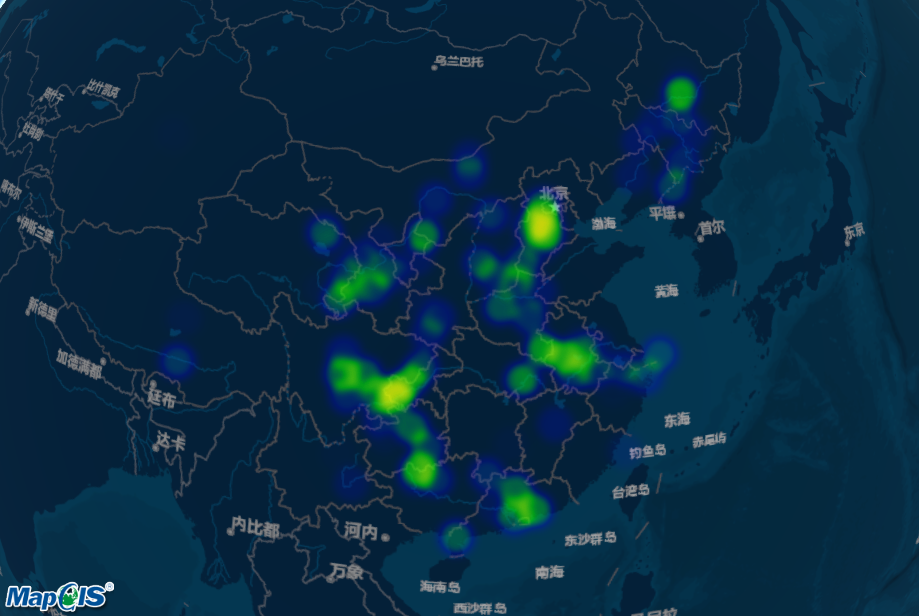 乌兰巴托
比什凯克
塔什干
杜尚别
喀布尔
伊斯兰堡
北京
渤海
平壤
首尔
东京
黄海
新德里
加德满都
廷布
达卡
东海
钓鱼岛
赤尾屿
台湾岛
内比都
河内
东沙群岛
万象
南海
海南岛
西沙群岛
MapGIS®